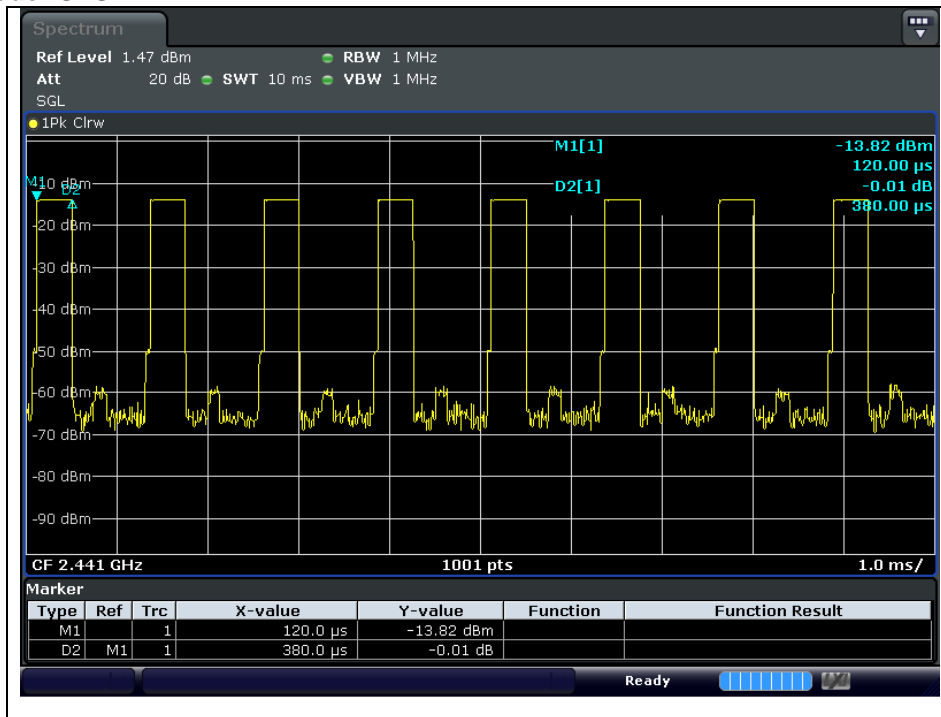 Spectrum
Ref Level 1.47 dBm RBW 1 MHz
Att 20 dB SWT 10 ms VBW 1 MHz
SGL
1Pk Clrw
M1[1] -13.82 dBm
120.00 µs
D2[1] -0.01 dB
380.00 µs
M1
D2
-10 dBm
-20 dBm
-30 dBm
-40 dBm
-50 dBm
-60 dBm
-70 dBm
-80 dBm
-90 dBm
CF 2.441 GHz 1001 pts 1.0 ms/
Marker
Type Ref Trc X-value Y-value Function Function Result
M1 1 120.0 µs -13.82 dBm
D2 M1 1 380.0 µs -0.01 dB
Ready